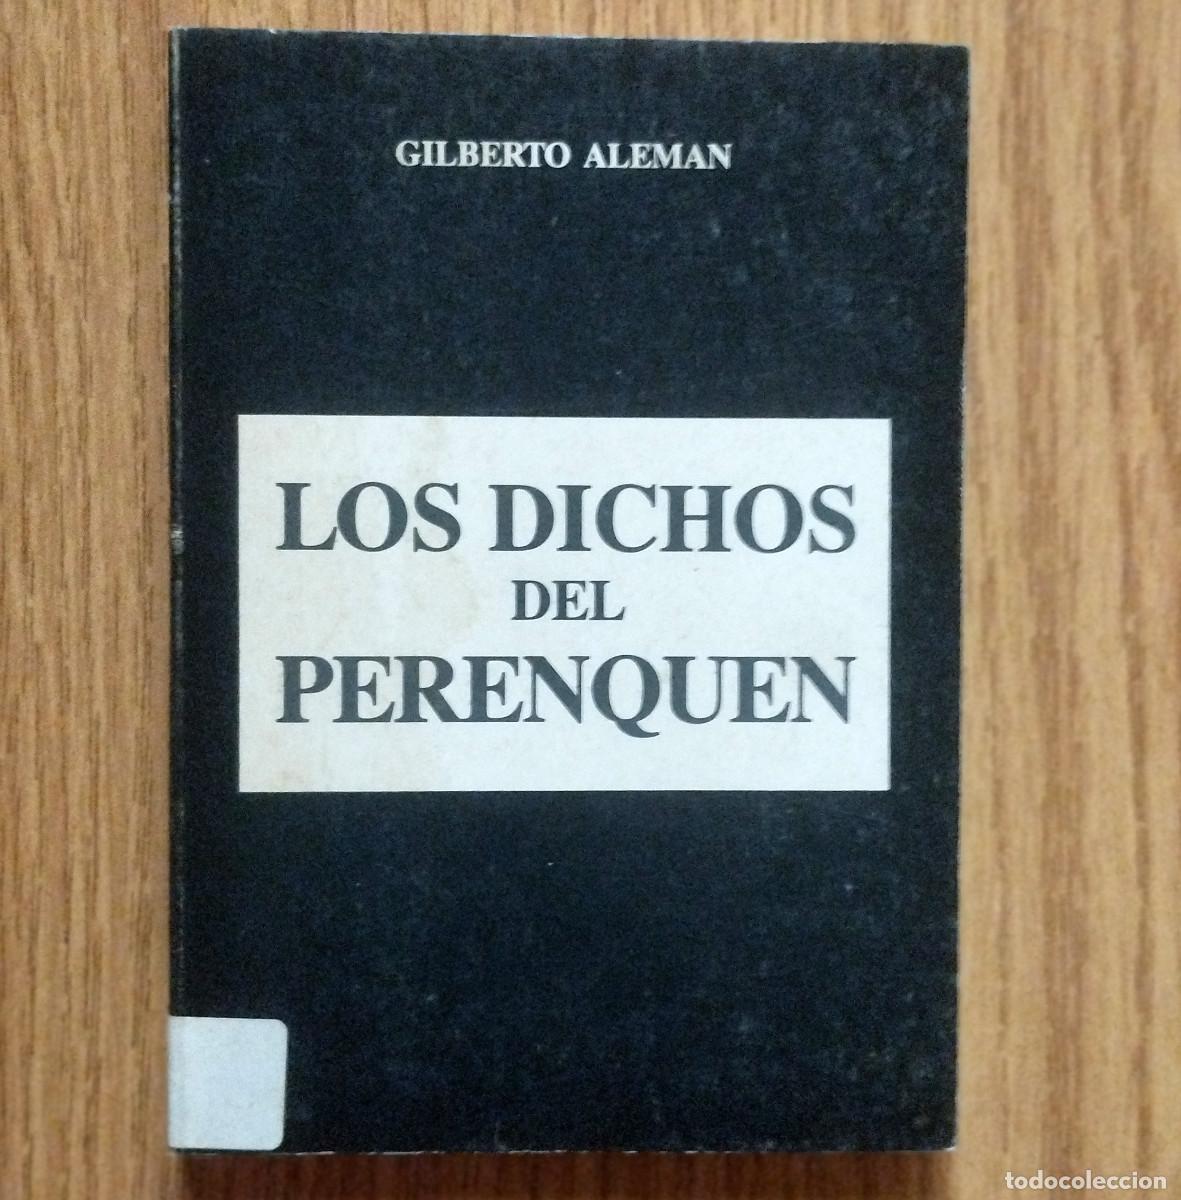 GILBERTO ALEMAN
LOS DICHOS
DEL
PERENQUEN
todocoleccion